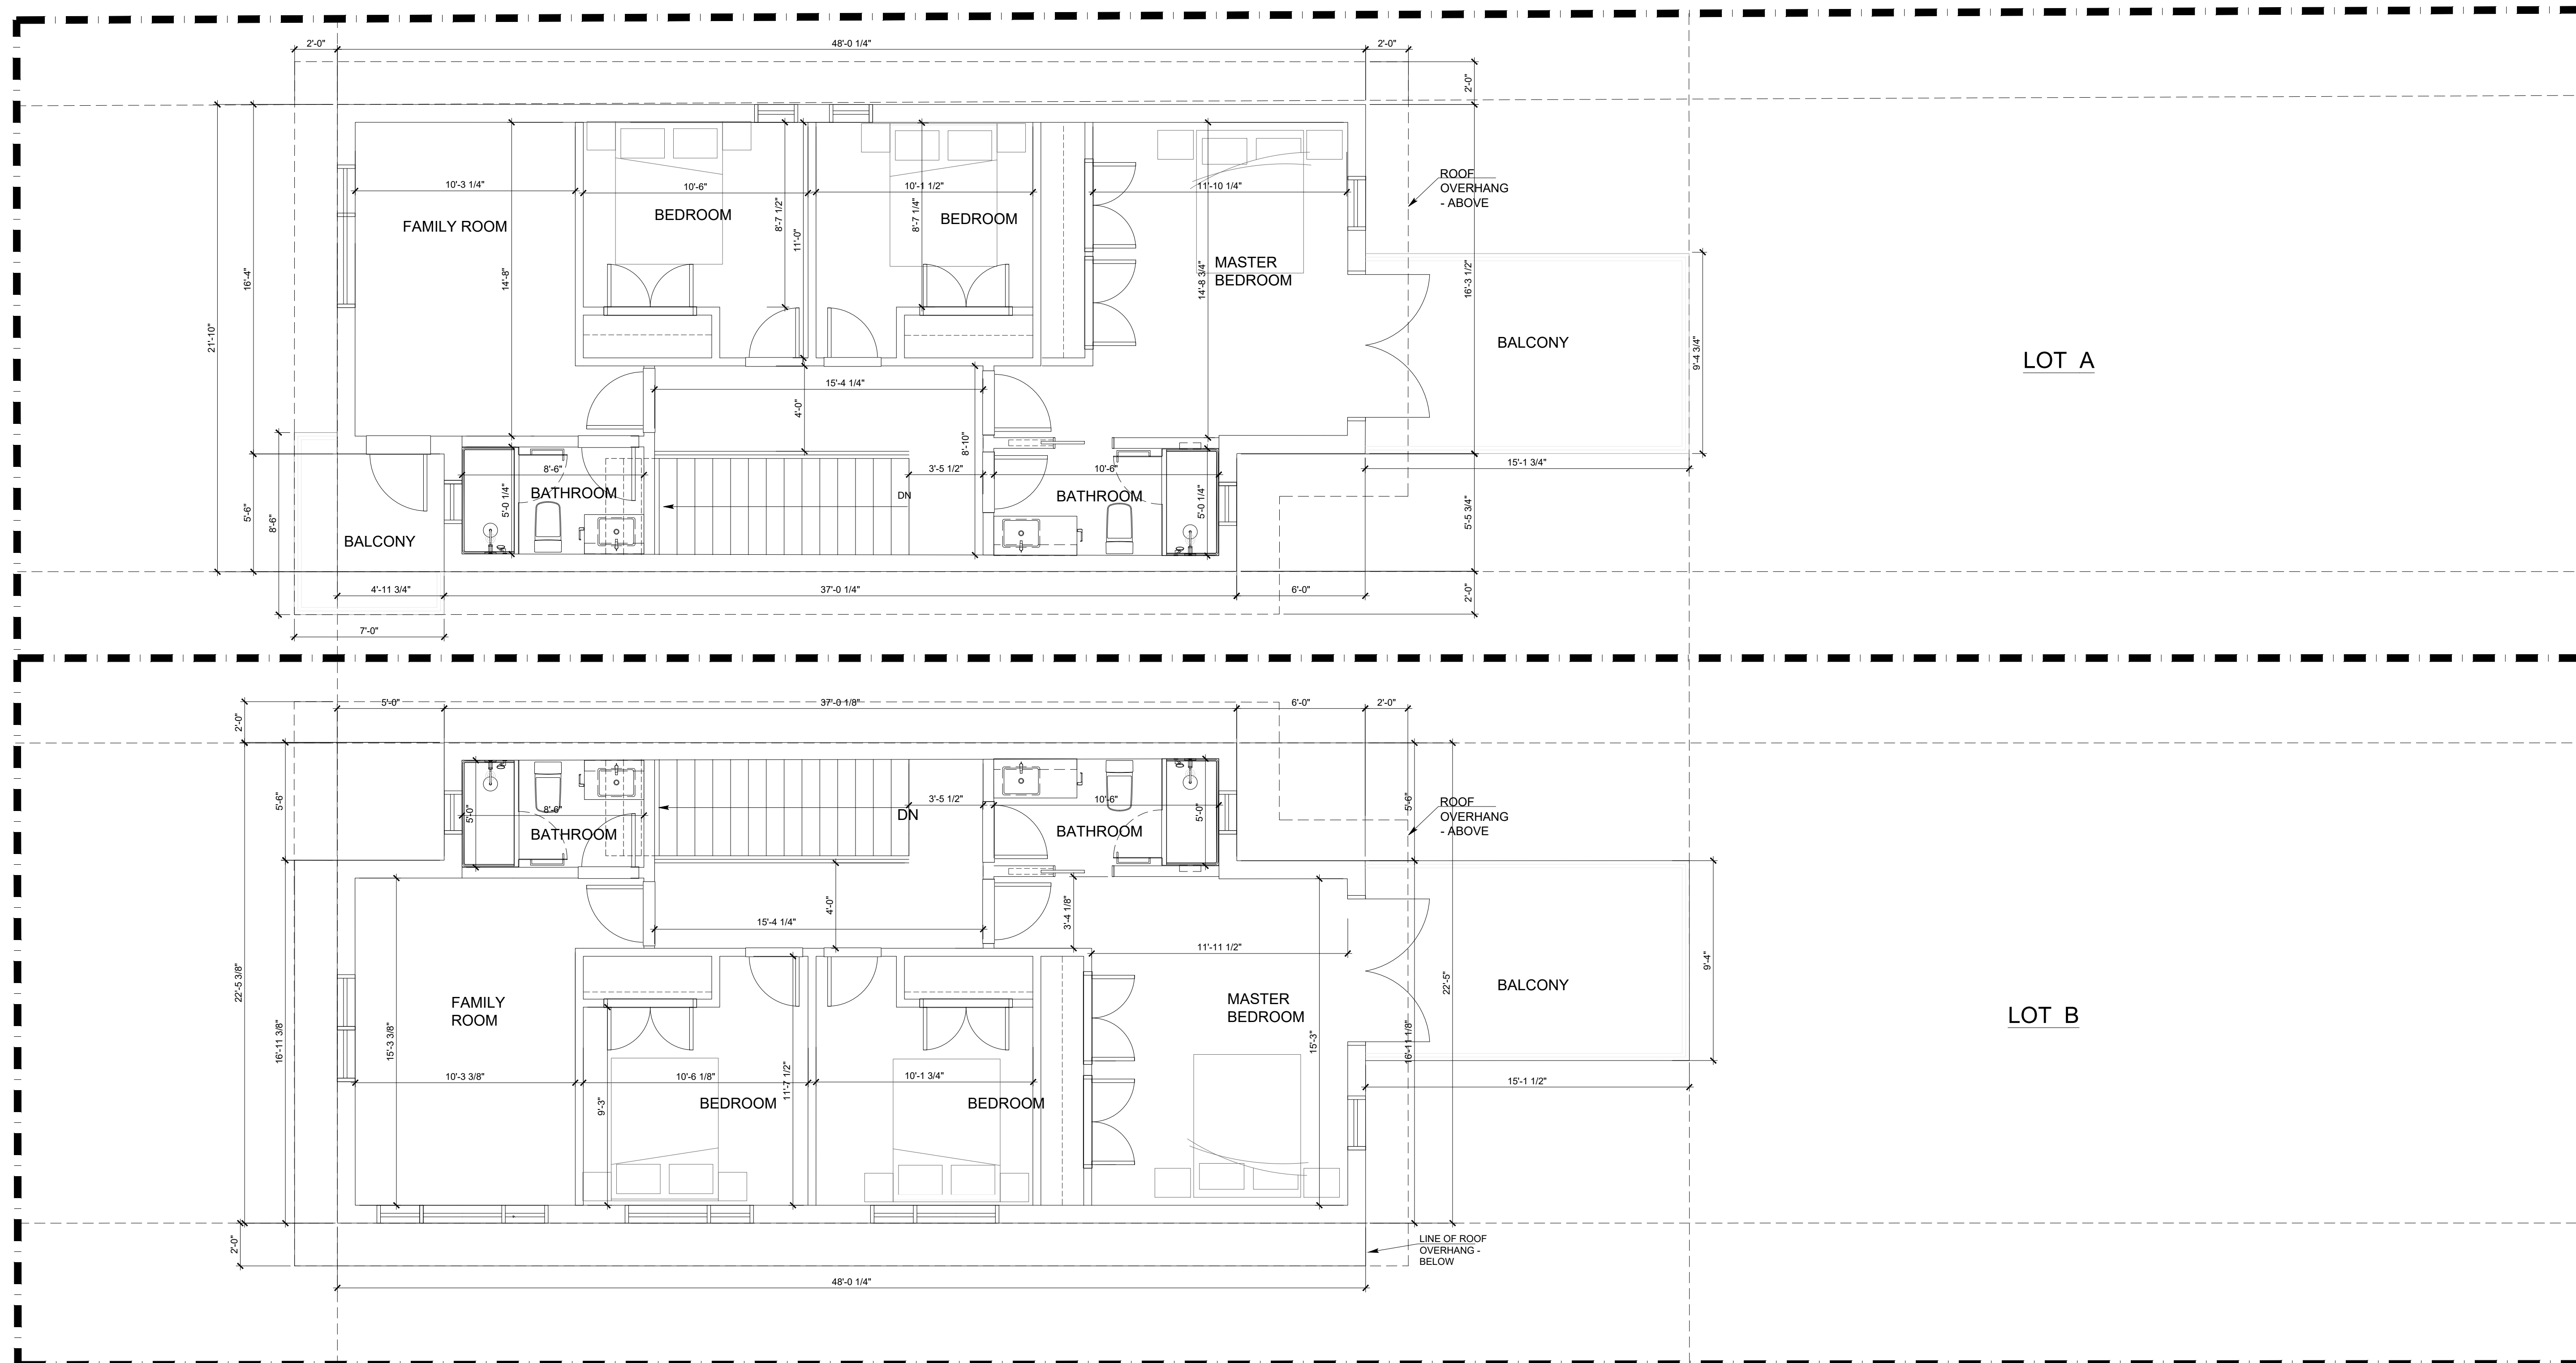 2'-0"
48'-0 1/4"
2'-0"
2'-0"
ROOF
OVERHANG
- ABOVE
10'-3 1/4"
10'-6"
10'-1 1/2"
11'-10 1/4"
FAMILY ROOM
BEDROOM
BEDROOM
8'-7 1/2"
11'-0"
8'-7 1/4"
14'-8"
14'-8 3/4"
MASTER
BEDROOM
16'-4"
21'-10"
16'-3 1/2"
BALCONY
9'-4 3/4"
LOT A
15'-4 1/4"
4'-0"
8'-10"
8'-6"
3'-5 1/2"
10'-6"
15'-1 3/4"
BATHROOM
5'-0 1/4"
DN
BATHROOM
5'-0 1/4"
5'-6"
8'-6"
5'-5 3/4"
BALCONY
4'-11 3/4"
37'-0 1/4"
6'-0"
2'-0"
7'-0"
5'-0"
37'-0 1/8"
6'-0"
2'-0"
2'-0"
5'-6"
5'-0"
8'-6"
BATHROOM
3'-5 1/2"
DN
10'-6"
BATHROOM
5'-0"
5'-6"
ROOF
OVERHANG
- ABOVE
15'-4 1/4"
4'-0"
3'-4 1/8"
11'-11 1/2"
22'-5 3/8"
16'-11 3/8"
15'-3 3/8"
FAMILY
ROOM
MASTER
BEDROOM
22'-5"
BALCONY
9'-4"
LOT B
15'-3"
16'-11 1/8"
10'-3 3/8"
10'-6 1/8"
10'-1 3/4"
15'-1 1/2"
9'-3"
11'-7 1/2"
BEDROOM
BEDROOM
2'-0"
LINE OF ROOF
OVERHANG -
BELOW
48'-0 1/4"